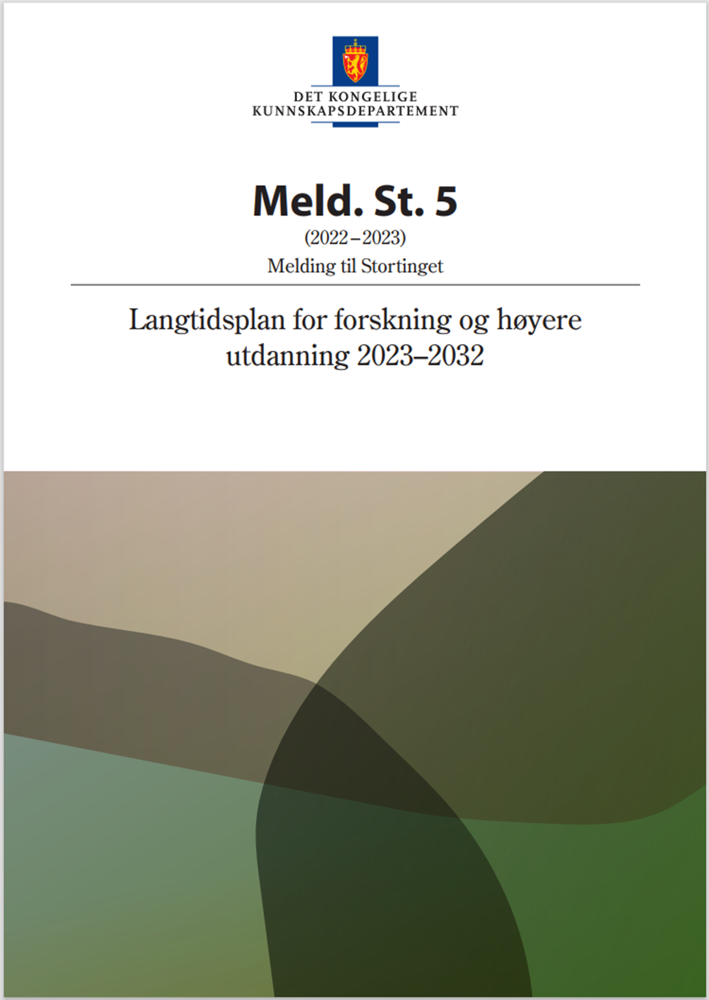 DET KONGELIGE
KUNNSKAPSDEPARTEMENT
Meld. St. 5
(2022–2023)
Melding til Stortinget
Langtidsplan for forskning og høyere
utdanning 2023–2032